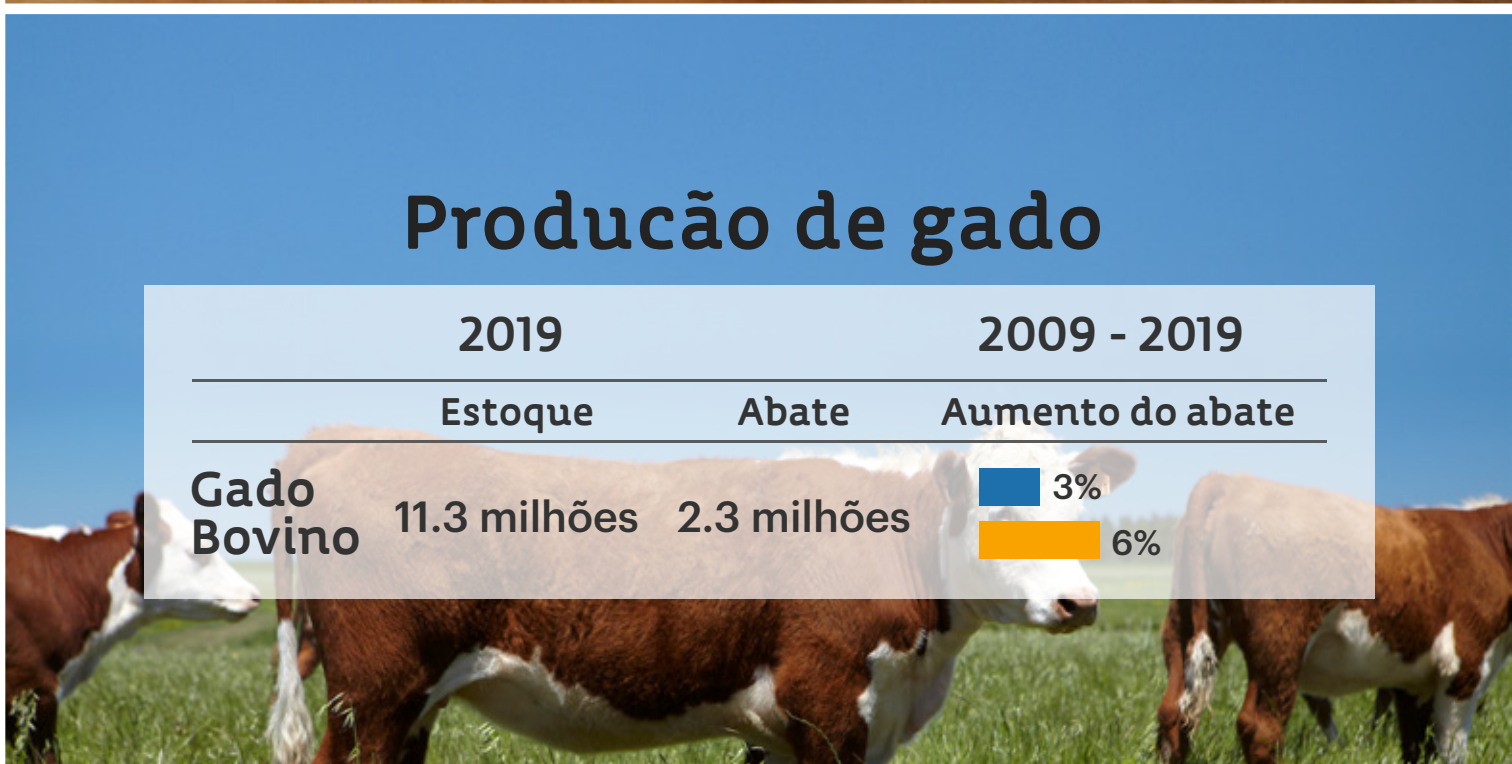 Producão de gado
2019 2009 - 2019
Estoque Abate Aumento do abate
Gado
Bovino
11.3 milhões 2.3 milhões
3%
6%